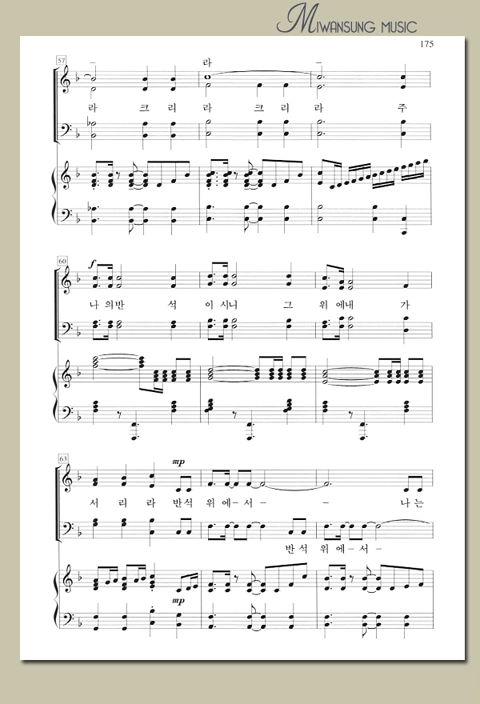 MIWANSUNG MUSIC
175
57
라
라 크 리 라 크 리 라 주
60
f
나 의 반 석 이 시니 그 위 에 내 가
63
mp
서 리 라 반석 위 에 - 서 - - 나 는
반 석 위 에 - 서 -
mp